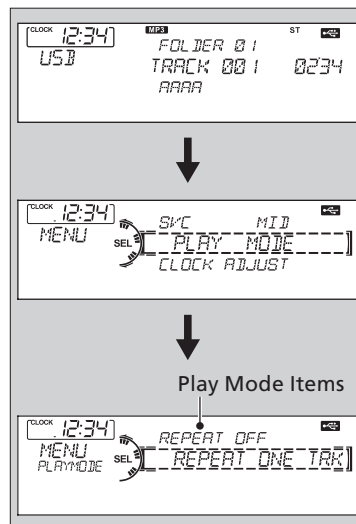 CLOCK 12:34
USB
MP3
ST
FOLDER 01
TRACK 001 0234
AAAA
CLOCK 12:34
MENU
SEL
SVC MID
PLAY MODE
CLOCK ADJUST
Play Mode Items
CLOCK 12:34
MENU
PLAYMODE
SEL
REPEAT OFF
REPEAT ONE TRK